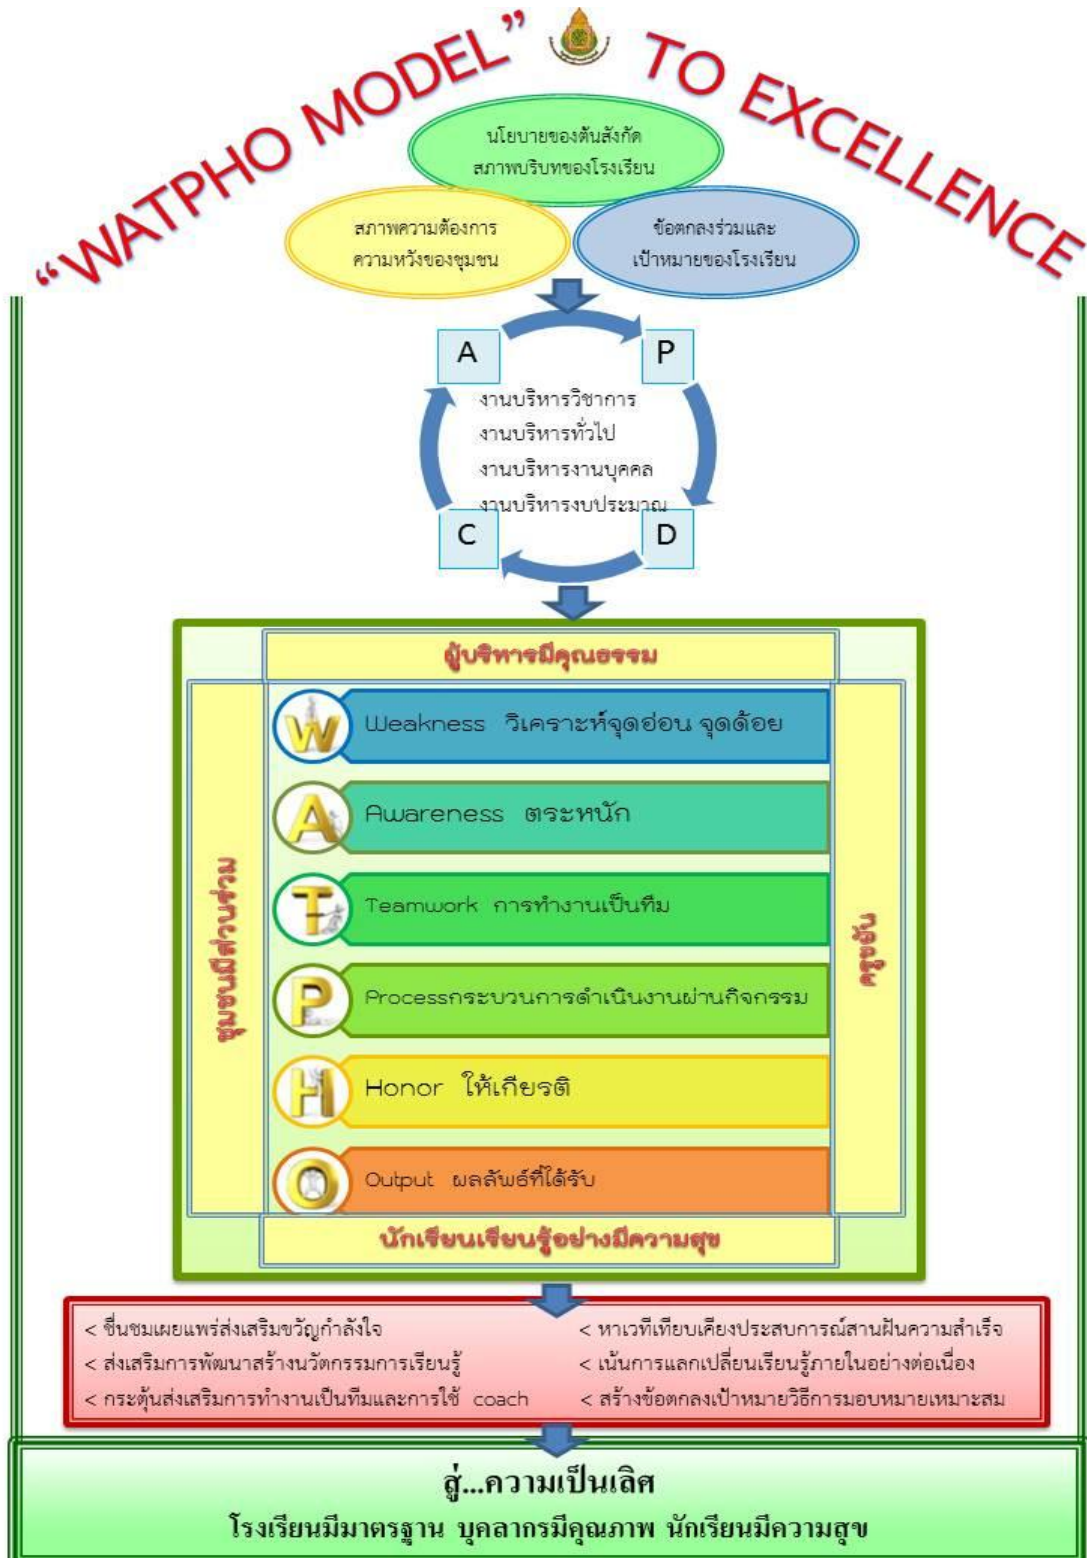 “WATPHO MODEL” TO EXCELLENCE
นโยบายของต้นสังกัด
สภาพบริบทของโรงเรียน
สภาพความต้องการ
ความหวังของชุมชน
ข้อตกลงร่วมและ
เป้าหมายของโรงเรียน
A
P
งานบริหารวิชาการ
งานบริหารทั่วไป
งานบริหารงานบุคคล
งานบริหารงบประมาณ
C
D
ผู้บริหารมีคุณธรรม
ชุมชนมีส่วนร่วม
W Weakness วิเคราะห์จุดอ่อน จุดด้อย
A Awareness ตระหนัก
T Teamwork การทำงานเป็นทีม
P Processกระบวนการดำเนินงานผ่านกิจกรรม
H Honor ให้เกียรติ
O Output ผลลัพธ์ที่ได้รับ
ครูขยัน
นักเรียนเรียนรู้อย่างมีความสุข
< ชื่นชมเผยแพร่ส่งเสริมขวัญกำลังใจ
< ส่งเสริมการพัฒนาสร้างนวัตกรรมการเรียนรู้
< กระตุ้นส่งเสริมการทำงานเป็นทีมและการใช้ coach
< หาเวทีเทียบเคียงประสบการณ์สานฝันความสำเร็จ
< เน้นการแลกเปลี่ยนเรียนรู้ภายในอย่างต่อเนื่อง
< สร้างข้อตกลงเป้าหมายวิธีการมอบหมายเหมาะสม
สู่...ความเป็นเลิศ
โรงเรียนมีมาตรฐาน บุคลากรมีคุณภาพ นักเรียนมีความสุข